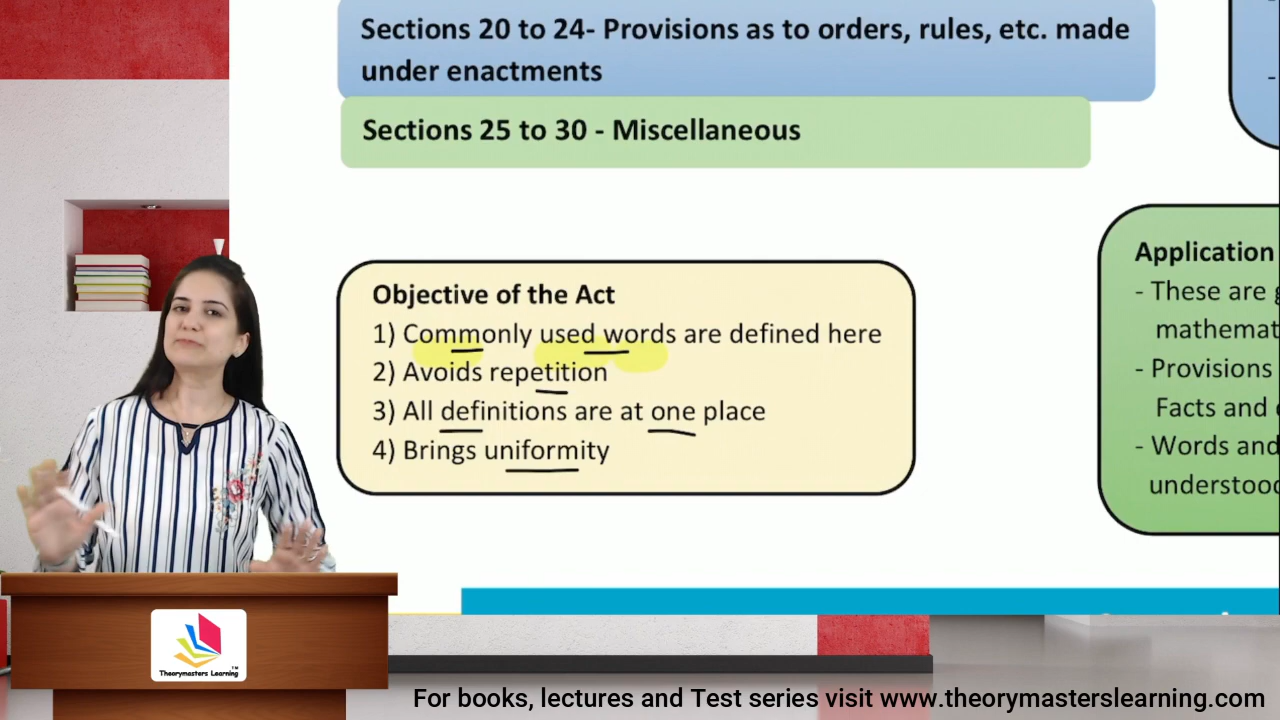 Sections 20 to 24- Provisions as to orders, rules, etc. made
under enactments
Sections 25 to 30 - Miscellaneous
Objective of the Act
1) Commonly used words are defined here
2) Avoids repetition
3) All definitions are at one place
4) Brings uniformity
Application
- These are
mathemat
- Provisions
Facts and
- Words and
understood
Theorymasters Learning™
For books, lectures and Test series visit www.theorymasterslearning.com